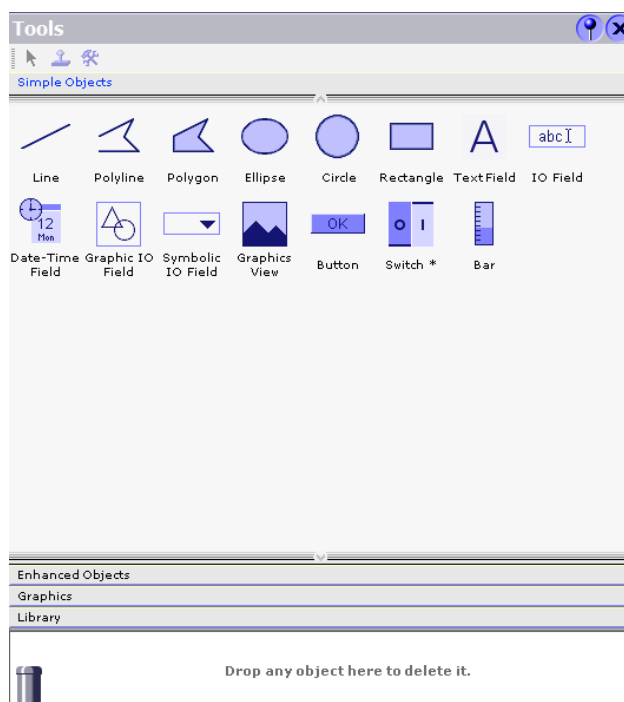 Tools
Simple Objects
abc
Line Polyline Polygon Ellipse Circle Rectangle TextField IO Field
12
Mon
OK
O I
Date-Time Field Graphic IO Field Symbolic IO Field Graphics View Button Switch * Bar
Enhanced Objects
Graphics
Library
Drop any object here to delete it.